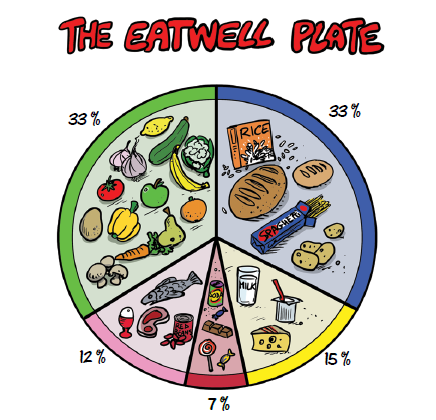 THE EATWELL PLATE
33%
33%
RICE
SPAGHETTI
MILK
12%
15%
7%